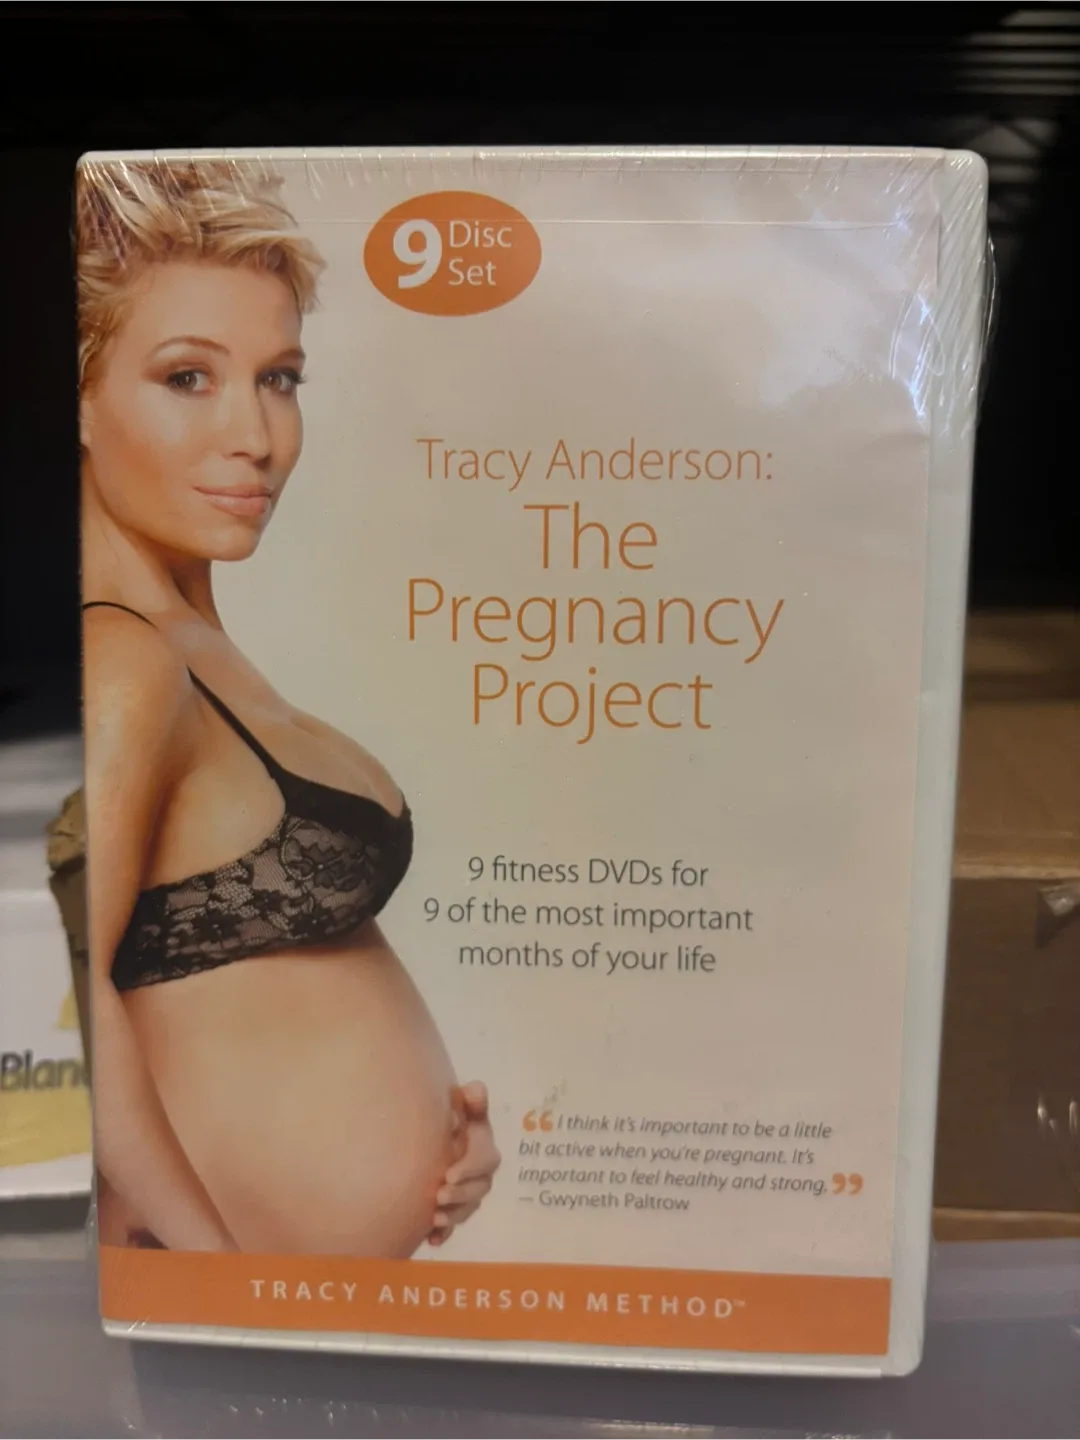 9 Disc
Set
Tracy Anderson:
The
Pregnancy
Project
9 fitness DVDs for
9 of the most important
months of your life
“I think it's important to be a little
bit active when you're pregnant. It's
important to feel healthy and strong.”
— Gwyneth Paltrow
TRACY ANDERSON METHOD™
Blan